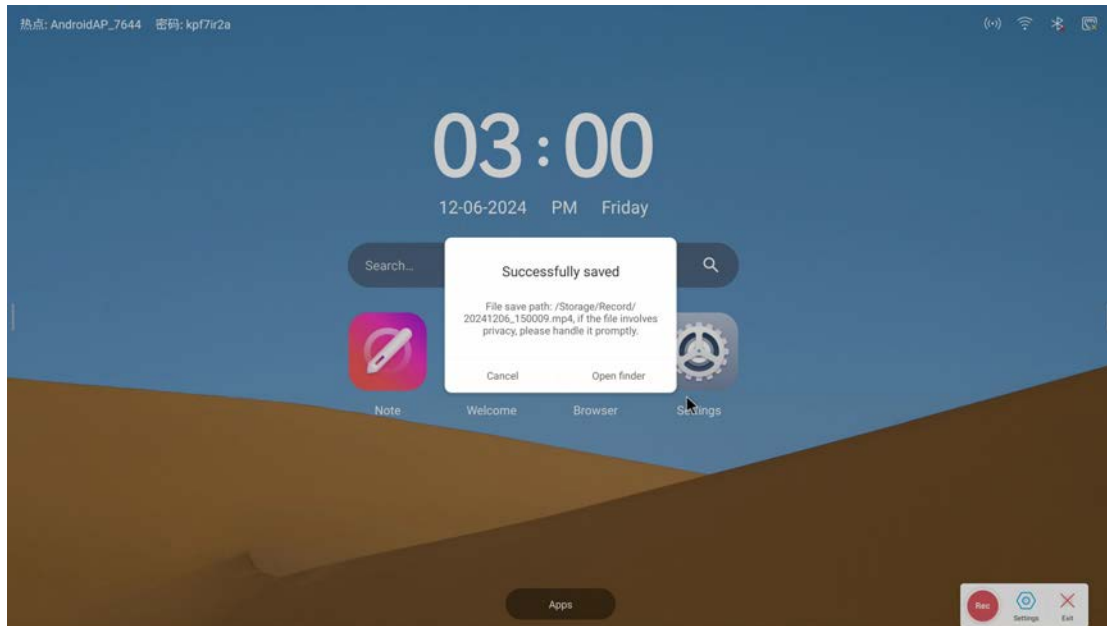 热点: AndroidAP_7644 密码: kpf7ir2a
03:00
12-06-2024 PM Friday
Search...
Successfully saved
File save path: /Storage/Record/
20241206_150009.mp4, if the file involves
privacy, please handle it promptly.
Cancel Open finder
Note Welcome Browser Settings
Apps
Rec Settings Exit